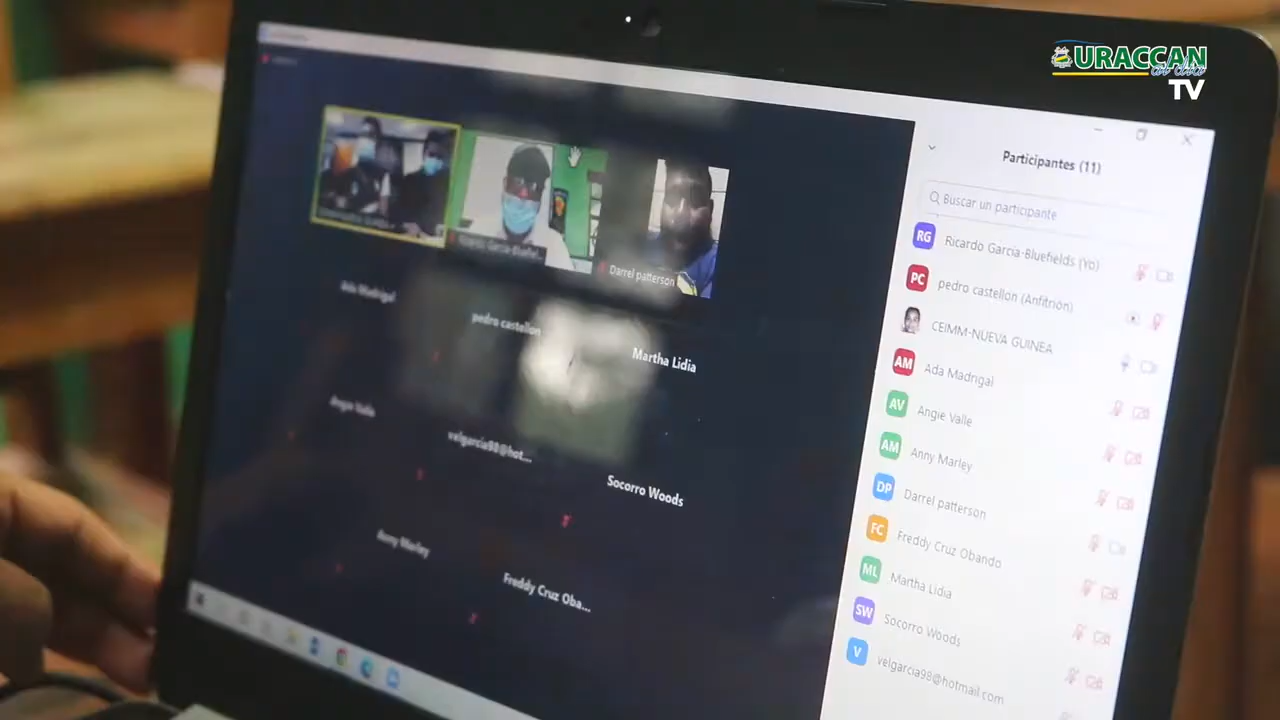 URACCAN
al día
TV
Participantes (11)
Buscar un participante
RG Ricardo Garcia-Bluefields (Yo)
PC pedro castellon (Anfitrión)
CEIMM-NUEVA GUINEA
AM Ada Madrigal
AV Angie Valle
AM Anny Marley
DP Darrel patterson
FC Freddy Cruz Obando
ML Martha Lidia
SW Socorro Woods
V velgarcia98@hotmail.com
Darrel patterson
Ada Madrigal
pedro castellon
Martha Lidia
Angie Valle
velgarcia98@hot...
Socorro Woods
Anny Marley
Freddy Cruz Oba...